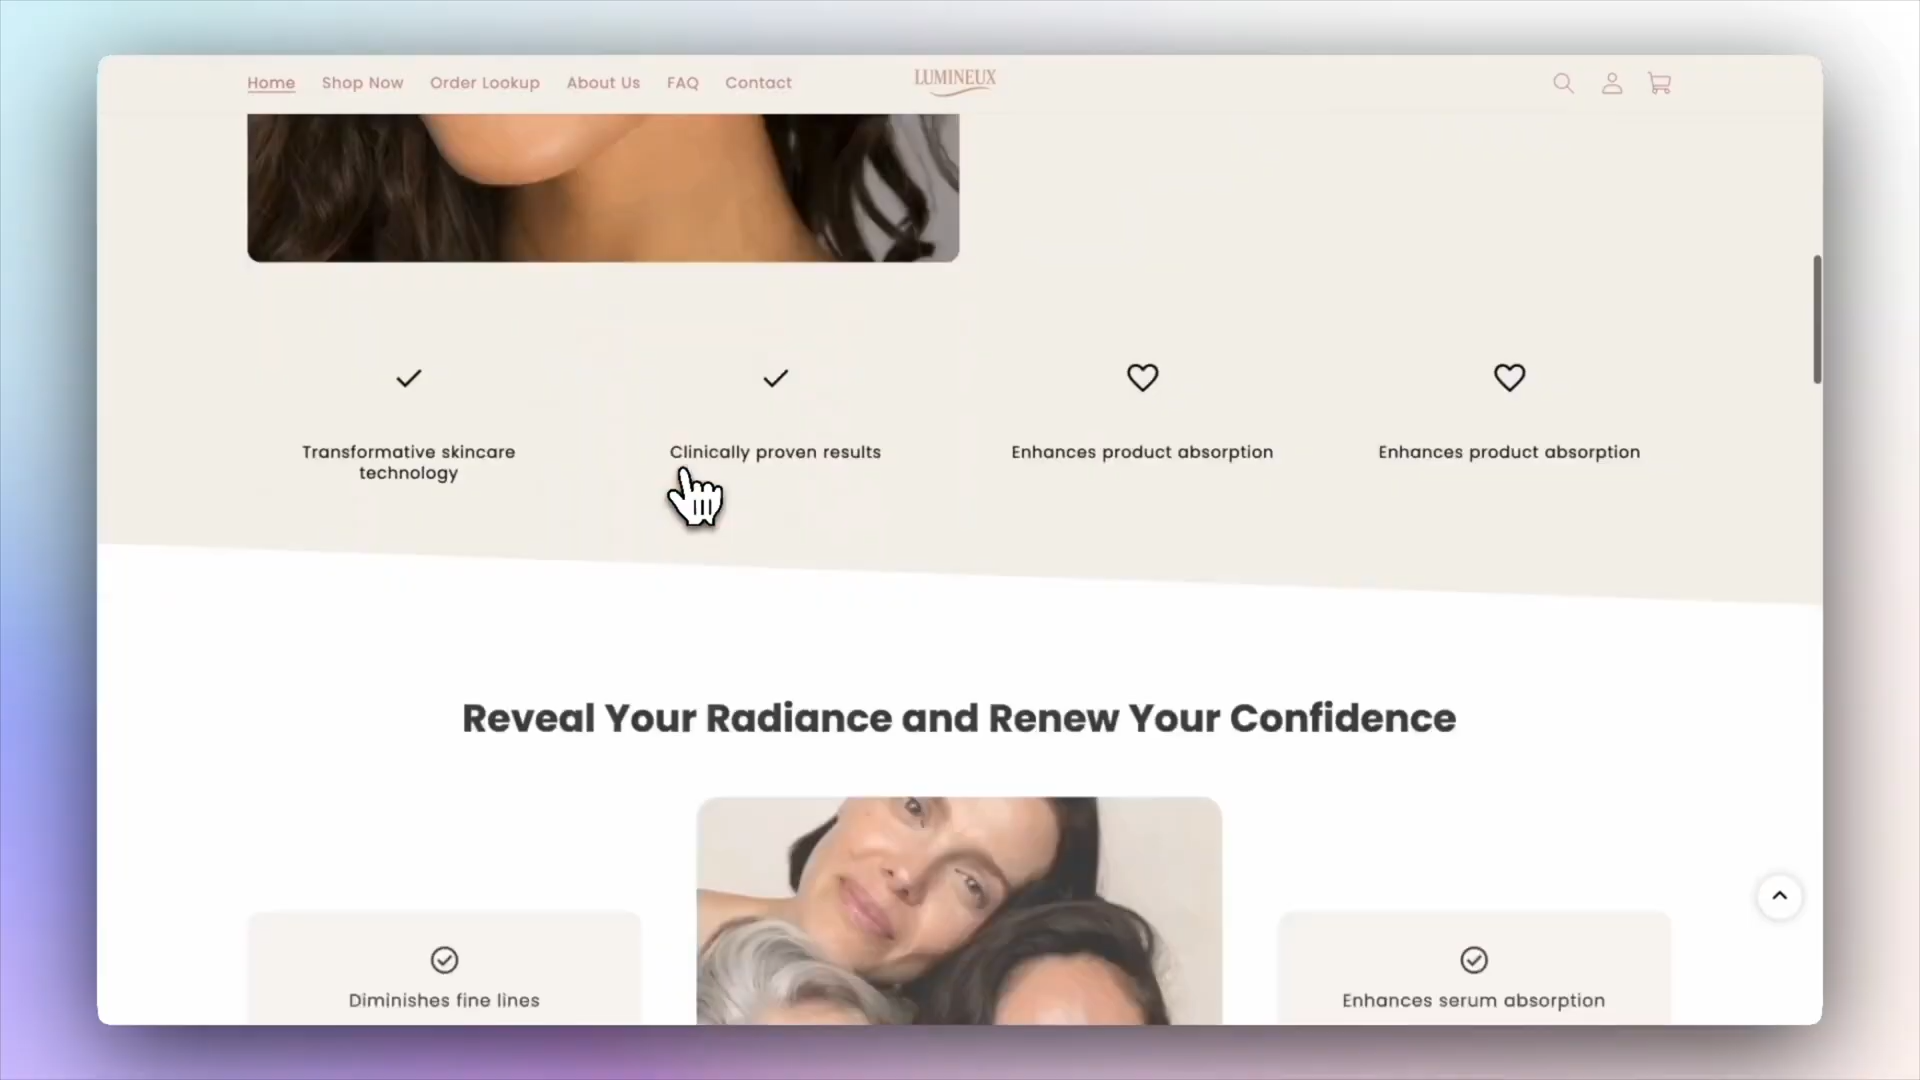 Home Shop Now Order Lookup About Us FAQ Contact
LUMINEUX
Transformative skincare
technology
Clinically proven results
Enhances product absorption
Enhances product absorption
Reveal Your Radiance and Renew Your Confidence
Diminishes fine lines
Enhances serum absorption